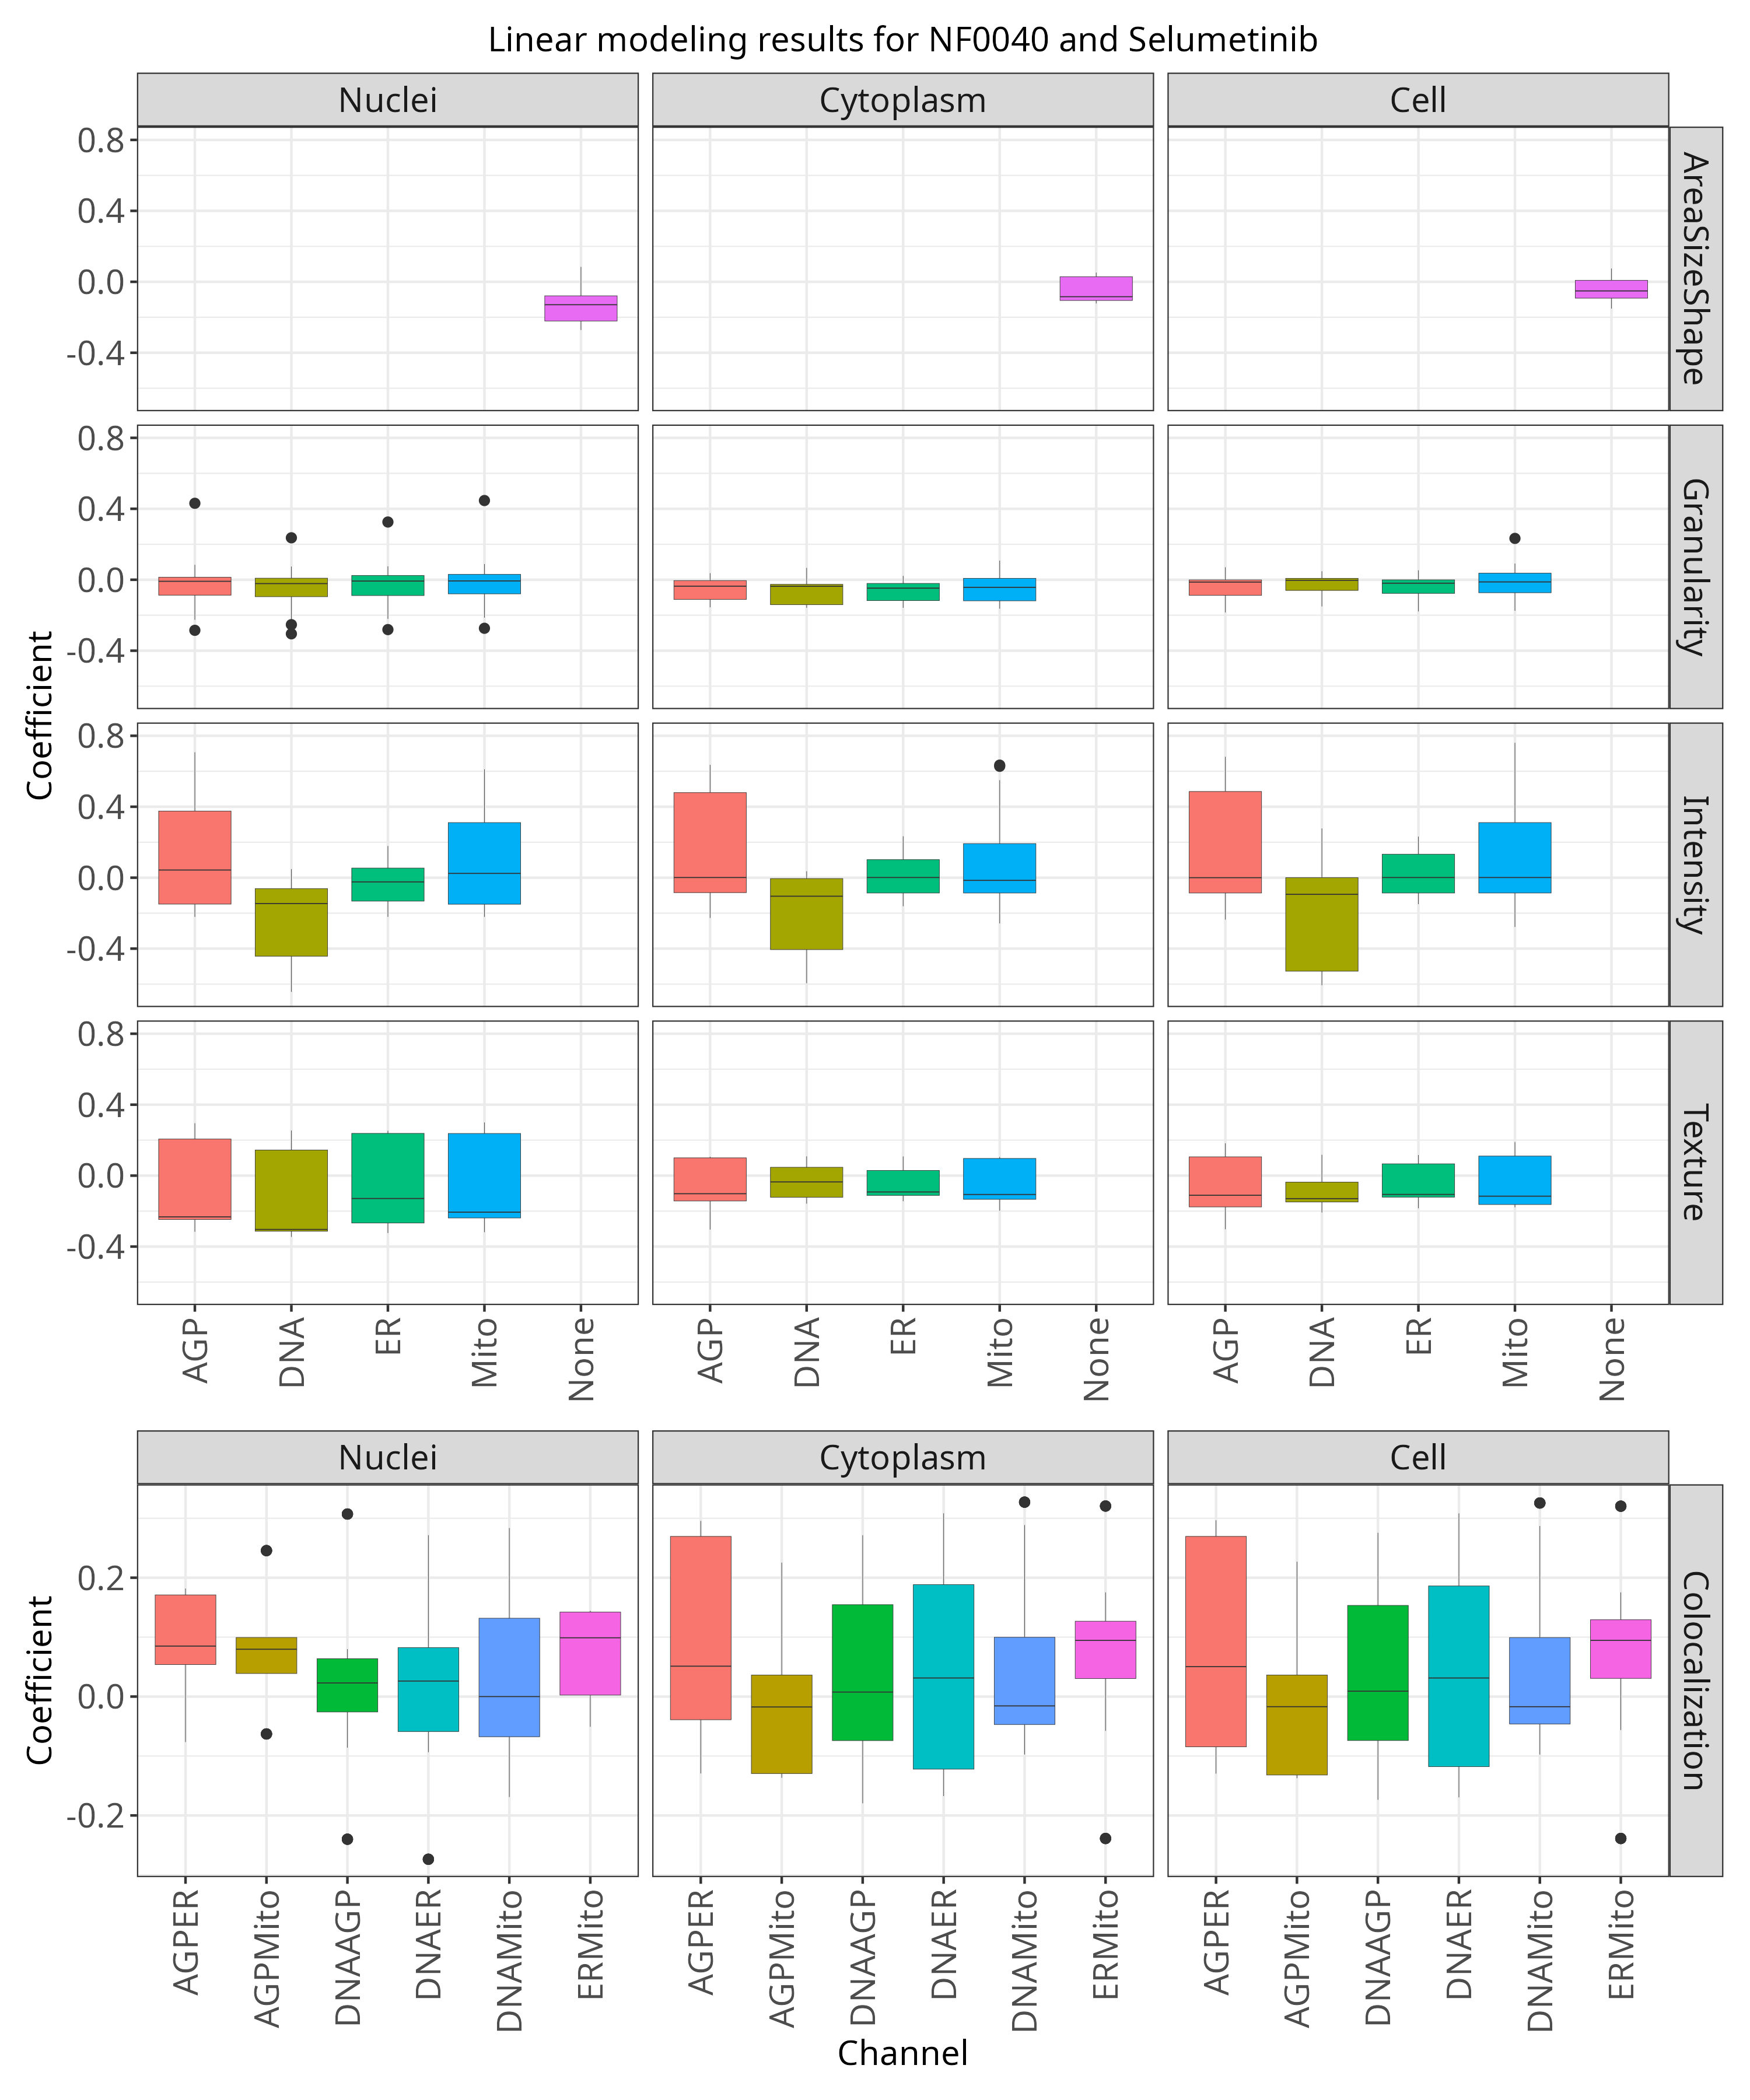 Linear modeling results for NF0040 and Selumetinib
Nuclei
Cytoplasm
Cell
0.8
0.4
0.0
-0.4
AreaSizeShape
0.8
0.4
0.0
-0.4
Granularity
Coefficient
0.8
0.4
0.0
-0.4
Intensity
0.8
0.4
0.0
-0.4
Texture
AGP
DNA
ER
Mito
None
AGP
DNA
ER
Mito
None
AGP
DNA
ER
Mito
None
Nuclei
Cytoplasm
Cell
Coefficient
0.2
0.0
-0.2
Colocalization
AGPER
AGPMito
DNAAGP
DNAER
DNAMito
ERMito
AGPER
AGPMito
DNAAGP
DNAER
DNAMito
ERMito
AGPER
AGPMito
DNAAGP
DNAER
DNAMito
ERMito
Channel